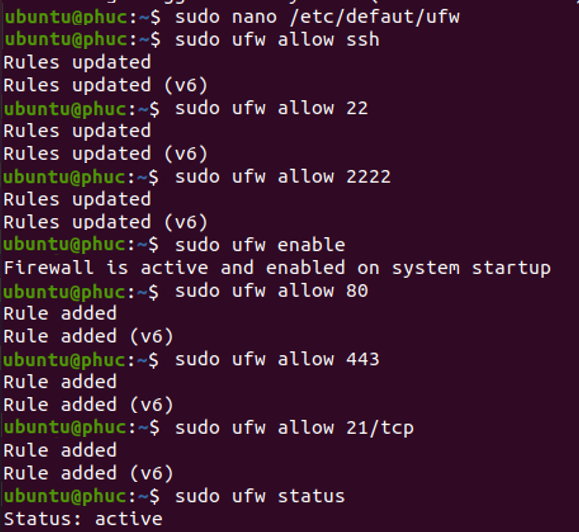 ubuntu@phuc:~$ sudo nano /etc/defaut/ufw
ubuntu@phuc:~$ sudo ufw allow ssh
Rules updated
Rules updated (v6)
ubuntu@phuc:~$ sudo ufw allow 22
Rules updated
Rules updated (v6)
ubuntu@phuc:~$ sudo ufw allow 2222
Rules updated
Rules updated (v6)
ubuntu@phuc:~$ sudo ufw enable
Firewall is active and enabled on system startup
ubuntu@phuc:~$ sudo ufw allow 80
Rule added
Rule added (v6)
ubuntu@phuc:~$ sudo ufw allow 443
Rule added
Rule added (v6)
ubuntu@phuc:~$ sudo ufw allow 21/tcp
Rule added
Rule added (v6)
ubuntu@phuc:~$ sudo ufw status
Status: active